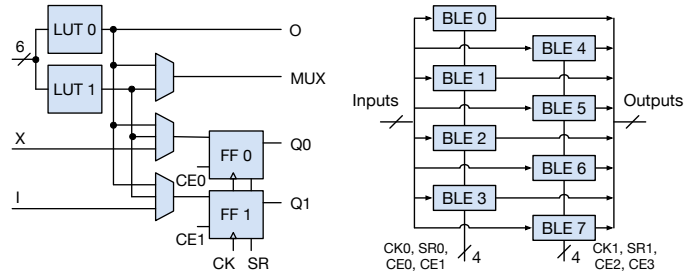 LUT 0
O
6
LUT 1
MUX
X
Q0
FF 0
CE0
I
Q1
FF 1
CE1
CK SR
BLE 0
BLE 4
BLE 1
Inputs
BLE 5
Outputs
BLE 2
BLE 6
BLE 3
BLE 7
CK0, SR0,
CE0, CE1
4
4
CK1, SR1,
CE2, CE3